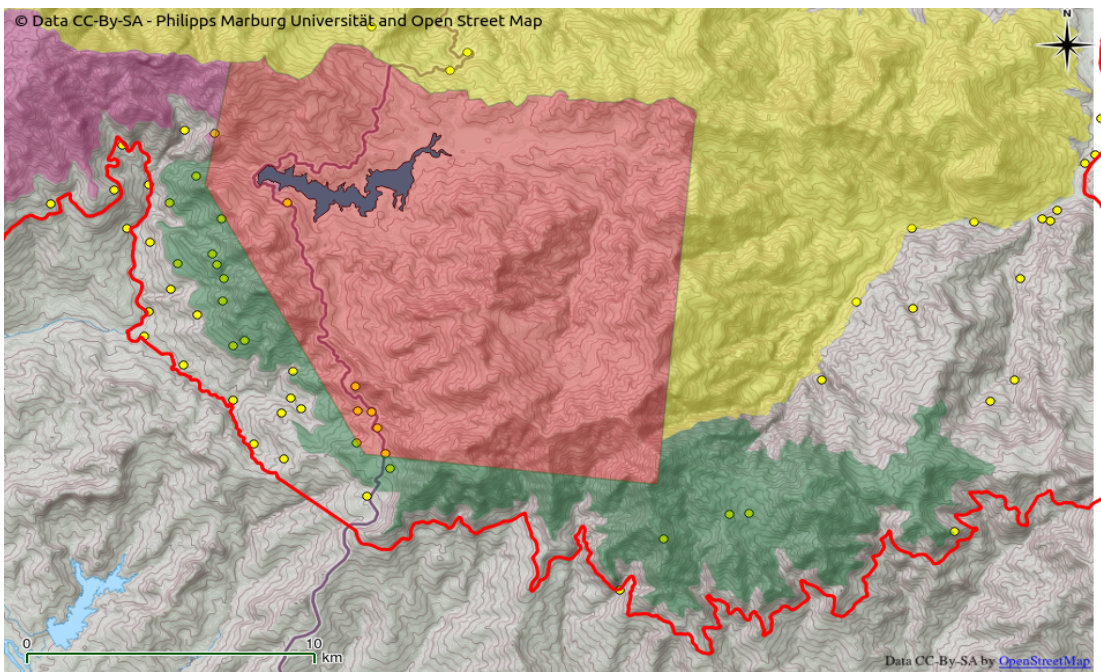 © Data CC-By-SA - Philipps Marburg Universität and Open Street Map
N
0 10
km
Data CC-By-SA by OpenStreetMap